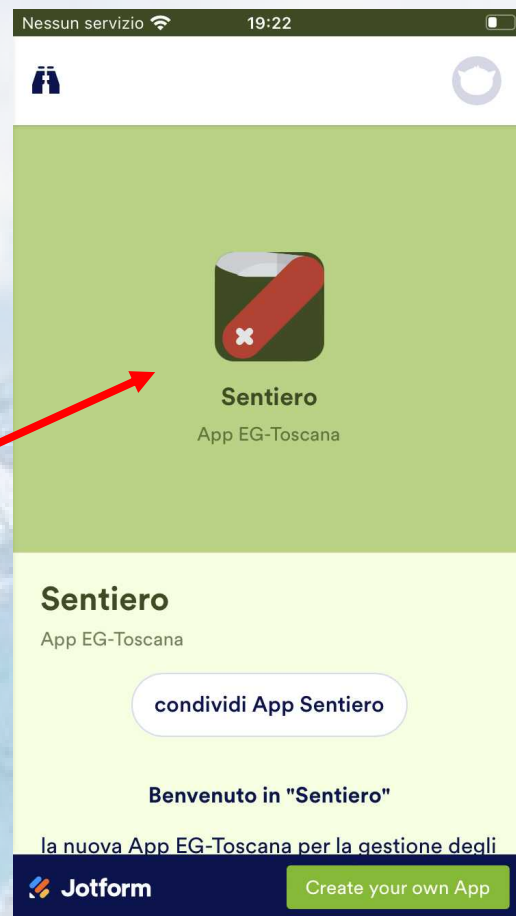 Nessun servizio 19:22
Sentiero
App EG-Toscana
Sentiero
App EG-Toscana
condividi App Sentiero
Benvenuto in "Sentiero"
la nuova App EG-Toscana per la gestione degli
Jotform Create your own App